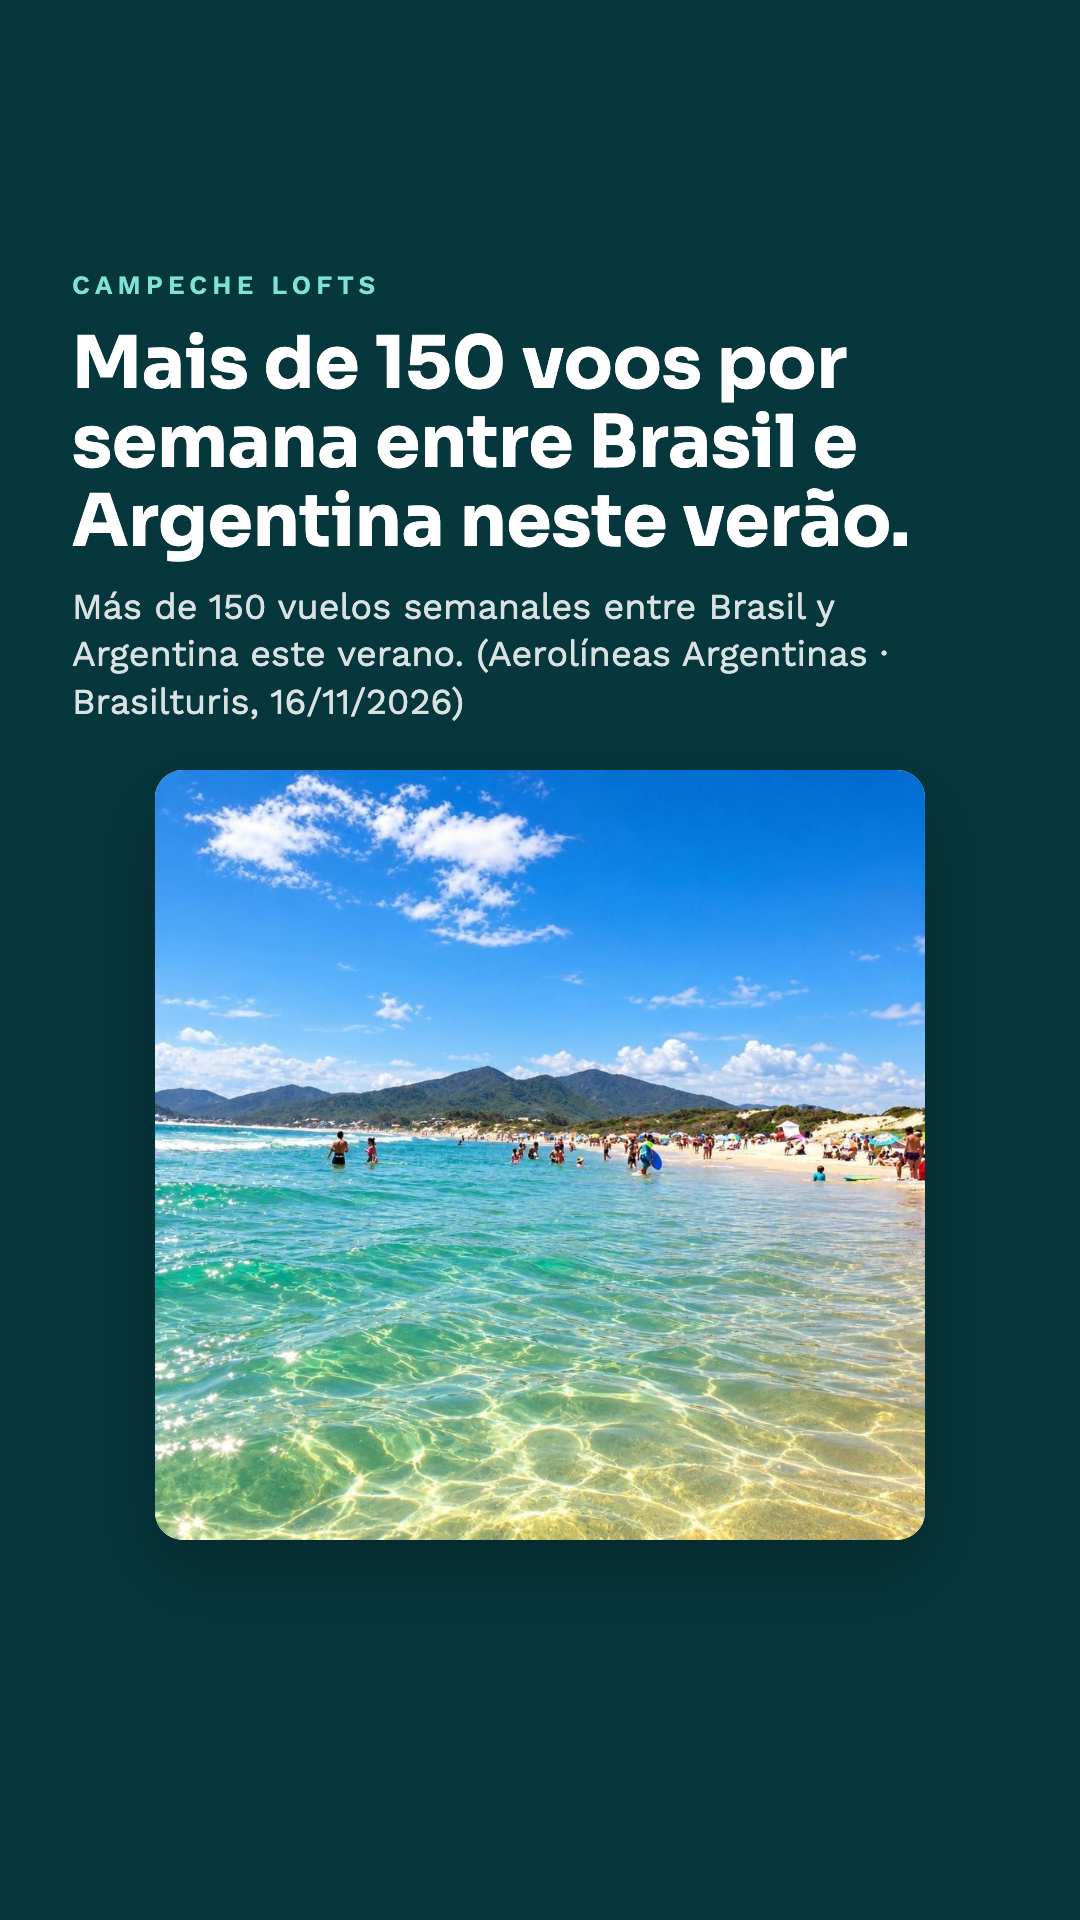 CAMPECHE LOFTS
Mais de 150 voos por
semana entre Brasil e
Argentina neste verão.
Más de 150 vuelos semanales entre Brasil y
Argentina este verano. (Aerolíneas Argentinas ·
Brasilturis, 16/11/2026)